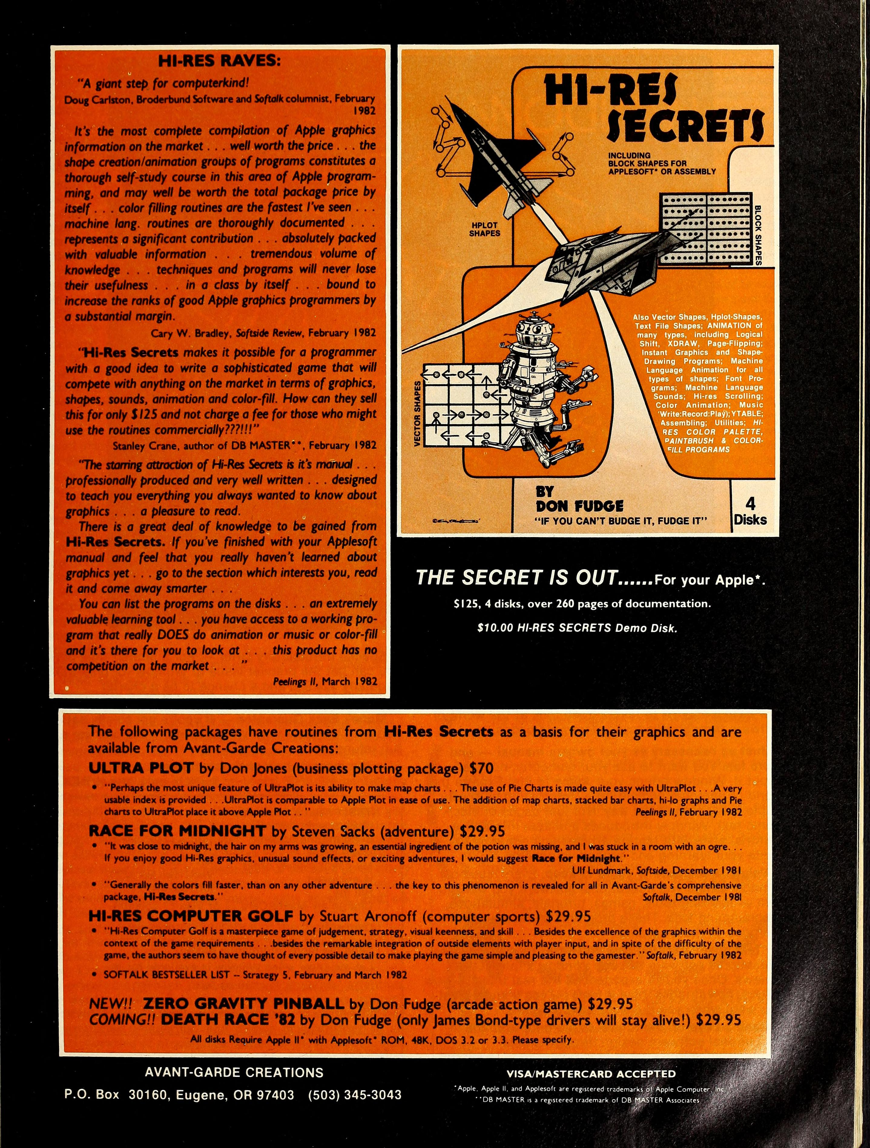 HI-RES RAVES:
"A giant step for computerkind!
Doug Carlston, Broderbund Software and Softalk columnist, February
1982
It's the most complete compilation of Apple graphics
information on the market . . . well worth the price . . . the
shape creation/animation groups of programs constitutes a
thorough self-study course in this area of Apple program-
ming, and may well be worth the total package price by
itself . . . color filling routines are the fastest I've seen . . .
machine lang. routines are thoroughly documented . . .
represents a significant contribution . . . absolutely packed
with valuable information . . . tremendous volume of
knowledge . . . techniques and programs will never lose
their usefulness . . . in a class by itself . . . bound to
increase the ranks of good Apple graphics programmers by
a substantial margin.
Cary W. Bradley, Softside Review, February 1982
"Hi-Res Secrets makes it possible for a programmer
with a good idea to write a sophisticated game that will
compete with anything on the market in terms of graphics,
shapes, sounds, animation and color-fill. How can they sell
this for only $125 and not charge a fee for those who might
use the routines commercially???!!!"
Stanley Crane, author of DB MASTER**, February 1982
"The starring attraction of Hi-Res Secrets is it's manual . . .
professionally produced and very well written . . . designed
to teach you everything you always wanted to know about
graphics . . . a pleasure to read.
There is a great deal of knowledge to be gained from
Hi-Res Secrets. If you've finished with your Applesoft
manual and feel that you really haven't learned about
graphics yet . . . go to the section which interests you, read
it and come away smarter . . .
You can list the programs on the disks . . . an extremely
valuable learning tool . . . you have access to a working pro-
gram that really DOES do animation or music or color-fill
and it's there for you to look at . . . this product has no
competition on the market . . . "
Peelings II, March 1982
HI-RES
SECRETS
INCLUDING
BLOCK SHAPES FOR
APPLESOFT* OR ASSEMBLY
HPLOT
SHAPES
BLOCK SHAPES
VECTOR SHAPES
Also Vector Shapes, Hplot-Shapes,
Text File Shapes; ANIMATION of
many types, including Logical
Shift, XDRAW, Page-Flipping;
Instant Graphics and Shape-
Drawing Programs; Machine
Language Animation for all
types of shapes; Font Pro-
grams; Machine Language
Sounds; Hi-res Scrolling;
Color Animation; Music
(Write:Record:Play); YTABLE;
Assembling; Utilities; HI-
RES COLOR PALETTE,
PAINTBRUSH & COLOR-
FILL PROGRAMS
BY
DON FUDGE
"IF YOU CAN'T BUDGE IT, FUDGE IT"
4
Disks
THE SECRET IS OUT......For your Apple*.
$125, 4 disks, over 260 pages of documentation.
$10.00 HI-RES SECRETS Demo Disk.
The following packages have routines from Hi-Res Secrets as a basis for their graphics and are
available from Avant-Garde Creations:
ULTRA PLOT by Don Jones (business plotting package) $70
• "Perhaps the most unique feature of UltraPlot is its ability to make map charts . . . The use of Pie Charts is made quite easy with UltraPlot . . .A very
usable index is provided . . .UltraPlot is comparable to Apple Plot in ease of use. The addition of map charts, stacked bar charts, hi-lo graphs and Pie
charts to UltraPlot place it above Apple Plot . . "
Peelings II, February 1982
RACE FOR MIDNIGHT by Steven Sacks (adventure) $29.95
• "It was close to midnight, the hair on my arms was growing, an essential ingredient of the potion was missing, and I was stuck in a room with an ogre. . .
If you enjoy good Hi-Res graphics, unusual sound effects, or exciting adventures, I would suggest Race for Midnight."
Ulf Lundmark, Softside, December 1981
• "Generally the colors fill faster, than on any other adventure . . . the key to this phenomenon is revealed for all in Avant-Garde's comprehensive
package, Hi-Res Secrets."
Softalk, December 1981
HI-RES COMPUTER GOLF by Stuart Aronoff (computer sports) $29.95
• "Hi-Res Computer Golf is a masterpiece game of judgement, strategy, visual keenness, and skill . . . Besides the excellence of the graphics within the
context of the game requirements . . .besides the remarkable integration of outside elements with player input, and in spite of the difficulty of the
game, the authors seem to have thought of every possible detail to make playing the game simple and pleasing to the gamester." Softalk, February 1982
• SOFTALK BESTSELLER LIST -- Strategy 5, February and March 1982
NEW!! ZERO GRAVITY PINBALL by Don Fudge (arcade action game) $29.95
COMING!! DEATH RACE '82 by Don Fudge (only James Bond-type drivers will stay alive!) $29.95
All disks Require Apple II* with Applesoft* ROM, 48K, DOS 3.2 or 3.3. Please specify.
AVANT-GARDE CREATIONS
P.O. Box 30160, Eugene, OR 97403 (503) 345-3043
VISA/MASTERCARD ACCEPTED
*Apple, Apple II, and Applesoft are registered trademarks of Apple Computer, Inc.
**DB MASTER is a registered trademark of DB MASTER Associates